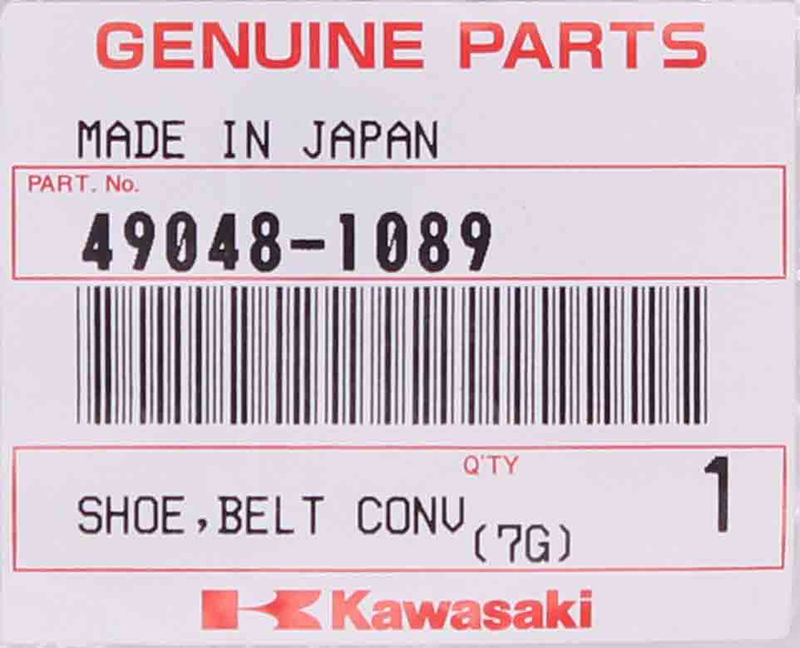 GENUINE PARTS
MADE IN JAPAN
PART. No.
49048-1089
Q'TY
1
SHOE,BELT CONV
(7G)
Kawasaki